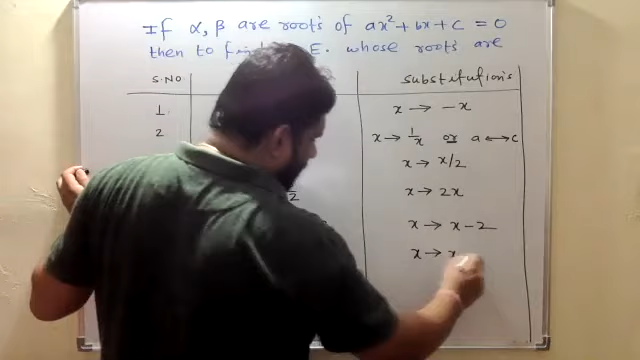 If α, β are roots of ax² + bx + c = 0
then to E. whose roots are
S.NO substitution's
1. x → -x
2 x → 1/x or a ↔ c
x → x/2
2 x → 2x
x → x-2
x → x